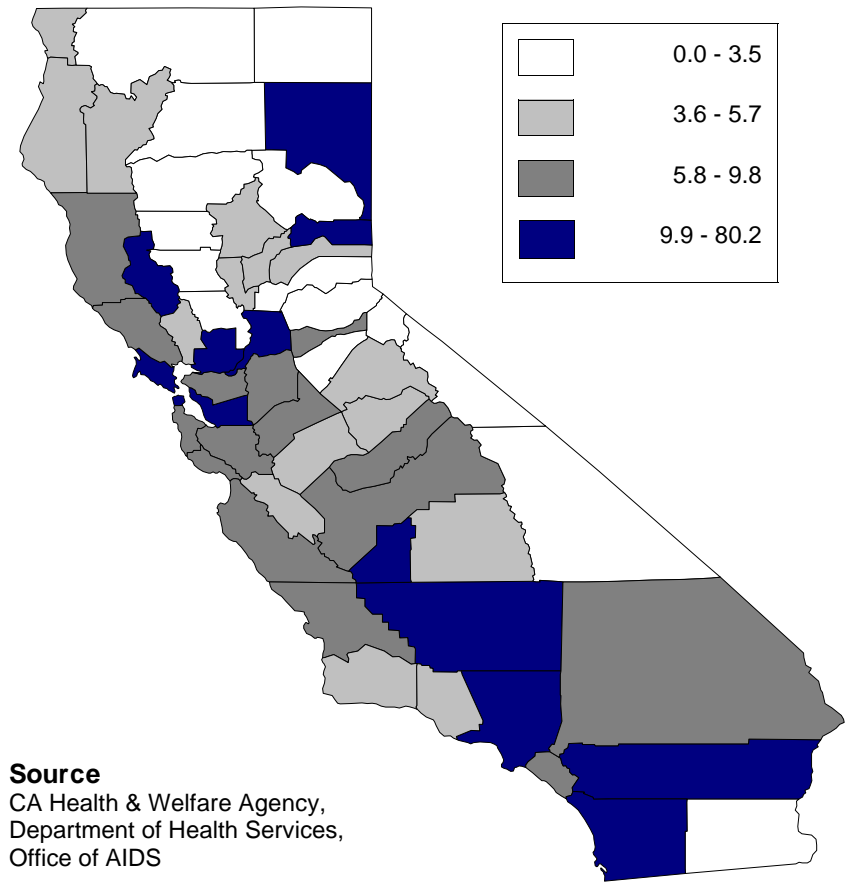 0.0 - 3.5
3.6 - 5.7
5.8 - 9.8
9.9 - 80.2
Source
CA Health & Welfare Agency,
Department of Health Services,
Office of AIDS